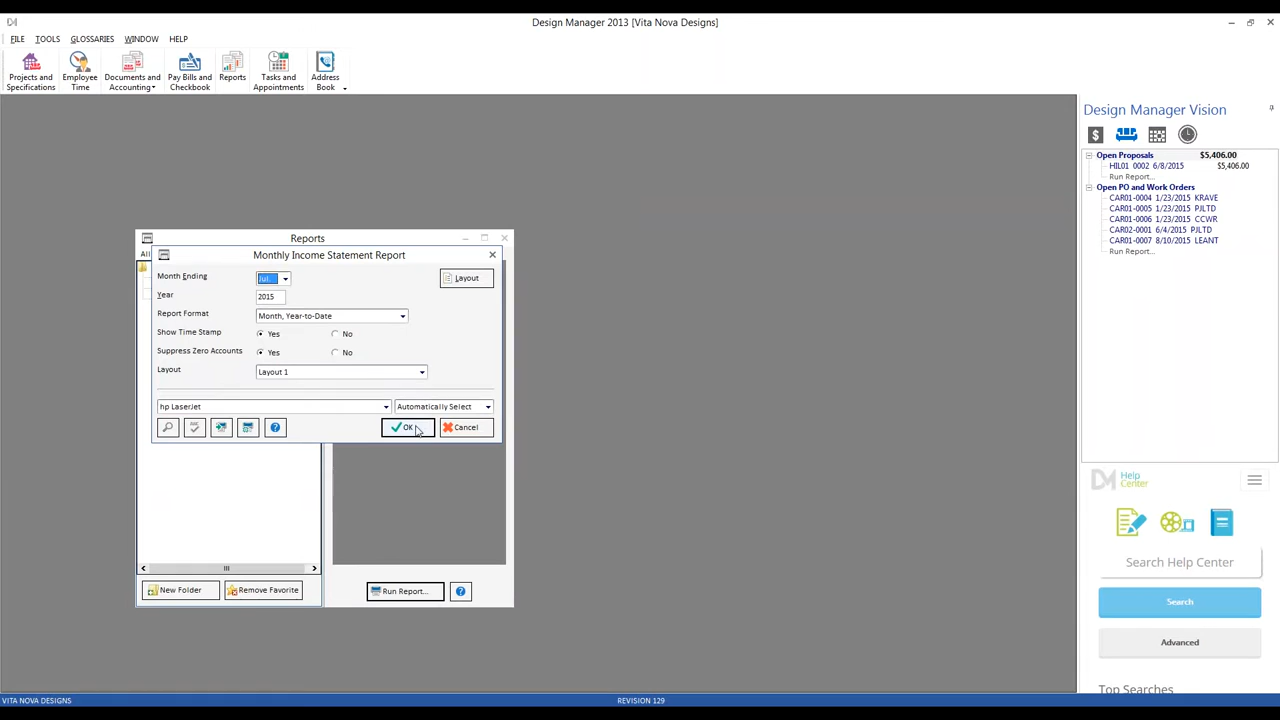 Design Manager 2013 [Vita Nova Designs]
FILE TOOLS GLOSSARIES WINDOW HELP
Projects and Specifications
Employee Time
Documents and Accounting
Pay Bills and Checkbook
Reports
Tasks and Appointments
Address Book
Design Manager Vision
Open Proposals $5,406.00
HIL01 0002 6/8/2015 $5,406.00
Run Report...
Open PO and Work Orders
CAR01-0004 1/23/2015 KRAVE
CAR01-0005 1/23/2015 PJLTD
CAR01-0006 1/23/2015 CCWR
CAR02-0001 6/4/2015 PJLTD
CAR01-0007 8/10/2015 LEANT
Run Report...
Reports
All
Monthly Income Statement Report
Month Ending Jul
Layout
Year 2015
Report Format Month, Year-to-Date
Show Time Stamp Yes No
Suppress Zero Accounts Yes No
Layout Layout 1
hp LaserJet Automatically Select
OK Cancel
New Folder Remove Favorite Run Report...
DM Help Center
Search Help Center
Search
Advanced
Top Searches
VITA NOVA DESIGNS REVISION 129